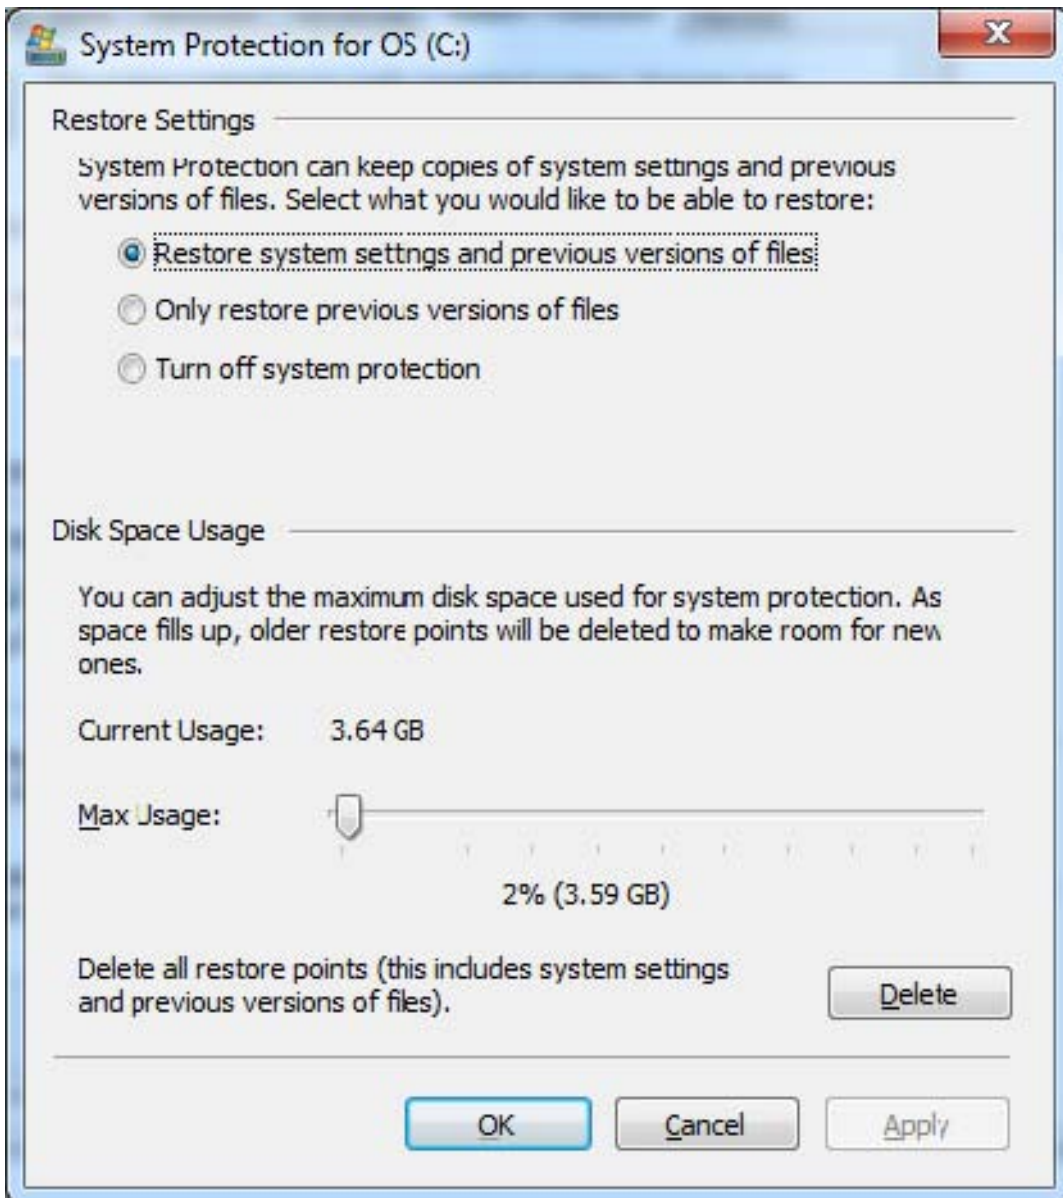 System Protection for OS (C:)
Restore Settings
System Protection can keep copies of system settings and previous
versions of files. Select what you would like to be able to restore:
Restore system settngs and previous versions of files
Only restore previous versions of files
Turn off system protection
Disk Space Usage
You can adjust the maximum disk space used for system protection. As
space fills up, older restore points will be deleted to make room for new
ones.
Current Usage: 3.64 GB
Max Usage:
2% (3.59 GB)
Delete all restore points (this includes system settings
and previous versions of files).
Delete
OK Cancel Apply